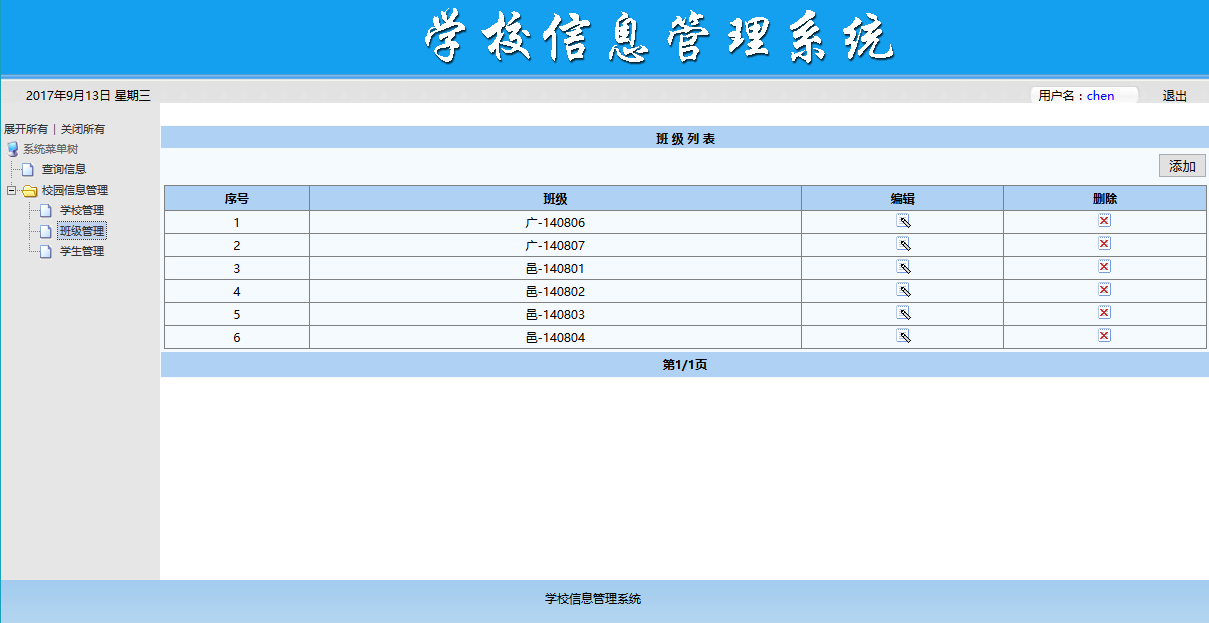 学校信息管理系统
2017年9月13日 星期三
用户名：chen
退出
展开所有 | 关闭所有
系统菜单树
查询信息
校园信息管理
学校管理
班级管理
学生管理
班 级 列 表
添加
序号 班级 编辑 删除
1 广-140806
2 广-140807
3 邑-140801
4 邑-140802
5 邑-140803
6 邑-140804
第1/1页
学校信息管理系统